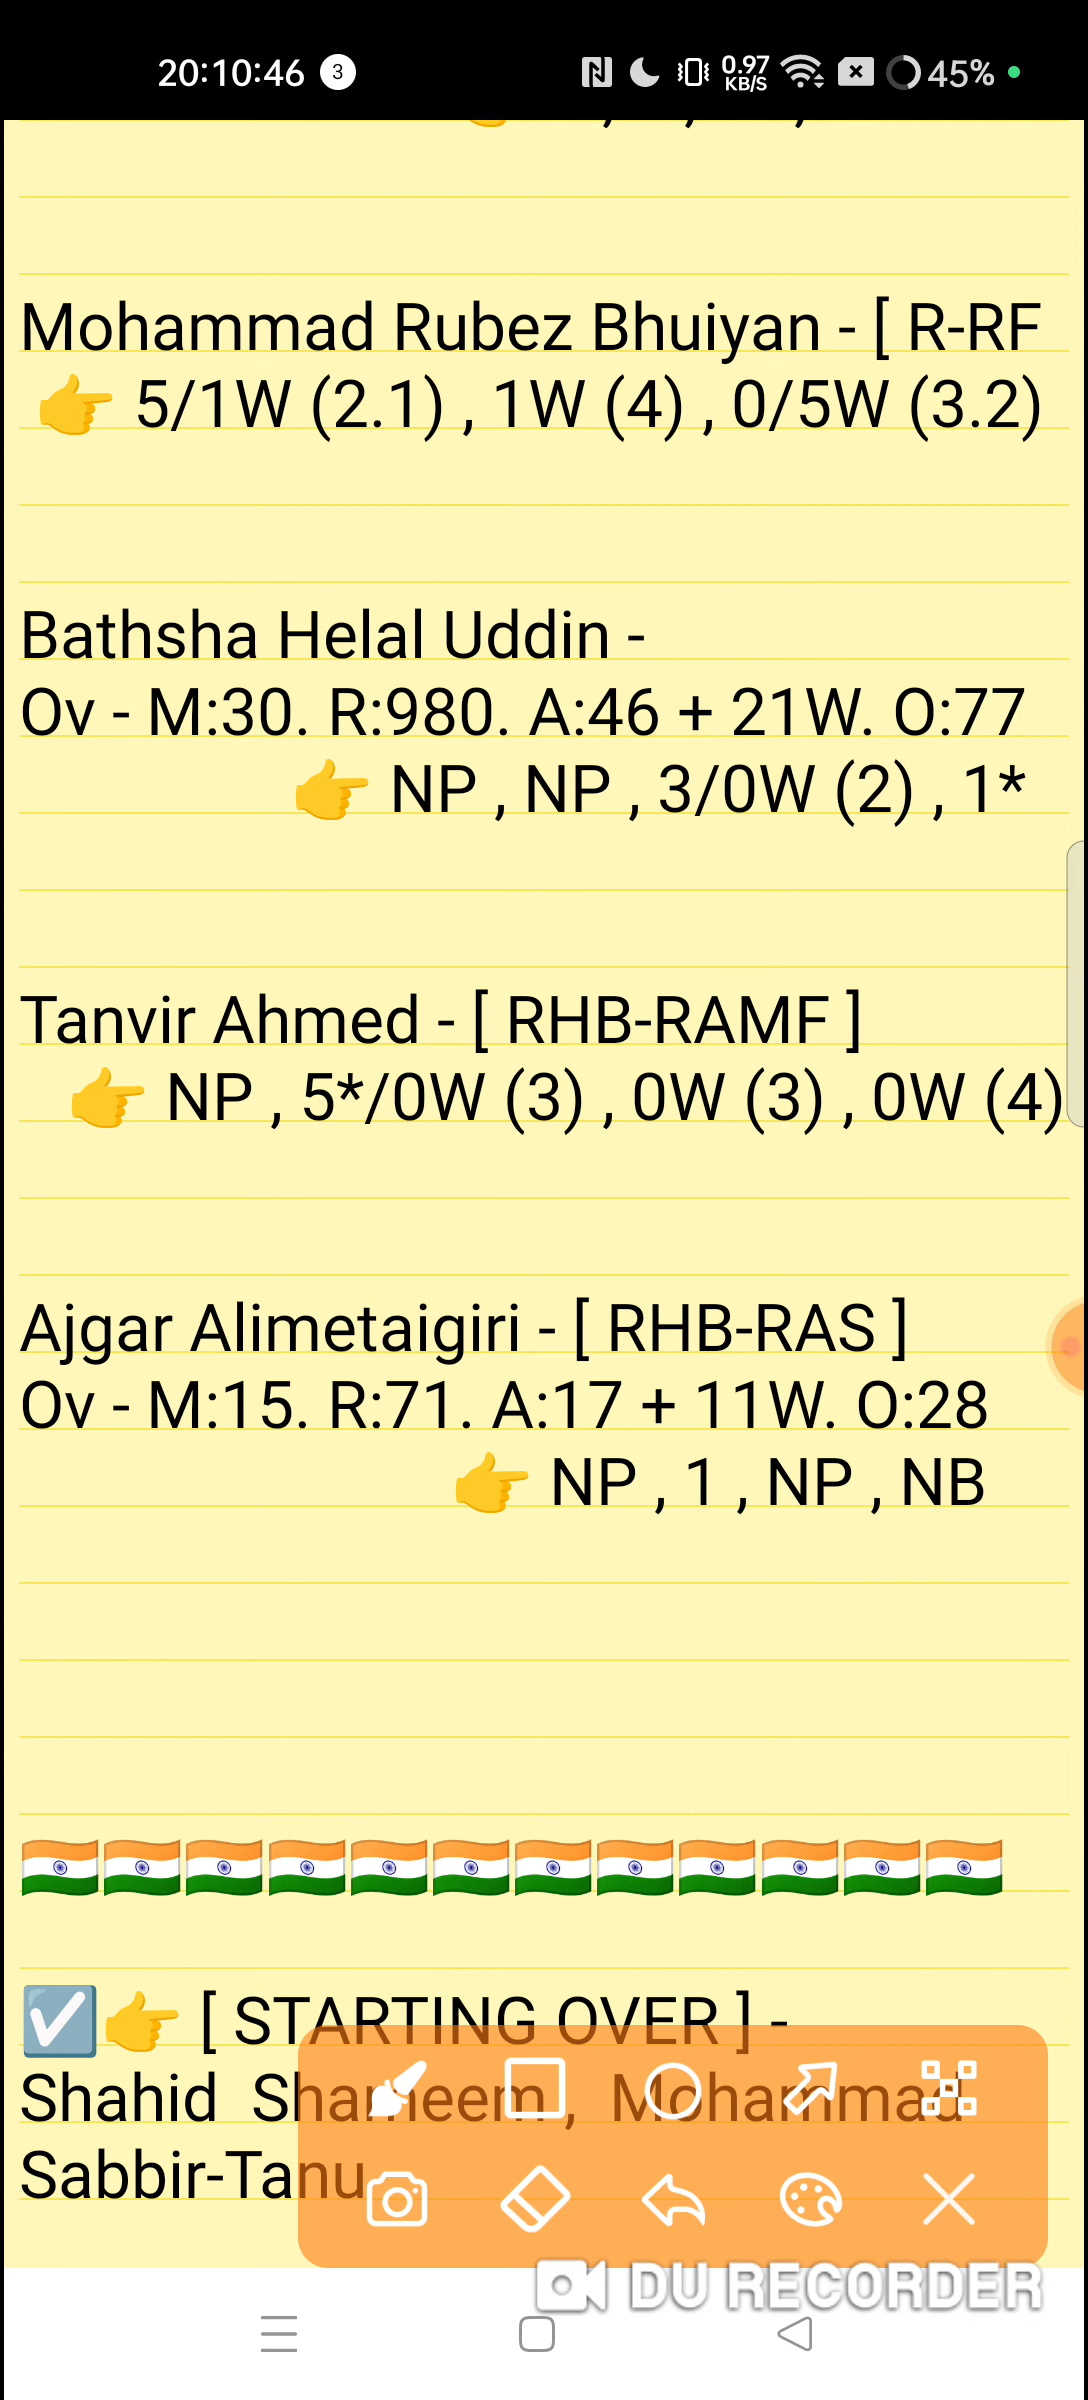 20:10:46 3 0.97 KB/S 45%
Mohammad Rubez Bhuiyan - [ R-RF
👉 5/1W (2.1) , 1W (4) , 0/5W (3.2)
Bathsha Helal Uddin -
Ov - M:30. R:980. A:46 + 21W. O:77
👉 NP , NP , 3/0W (2) , 1*
Tanvir Ahmed - [ RHB-RAMF ]
👉 NP , 5*/0W (3) , 0W (3) , 0W (4)
Ajgar Alimetaigiri - [ RHB-RAS ]
Ov - M:15. R:71. A:17 + 11W. O:28
👉 NP , 1 , NP , NB
🇮🇳🇮🇳🇮🇳🇮🇳🇮🇳🇮🇳🇮🇳🇮🇳🇮🇳🇮🇳🇮🇳🇮🇳
☑👉 [ STARTING OVER ] -
Shahid Shameem , Mohammad
Sabbir-Tanu
DU RECORDER